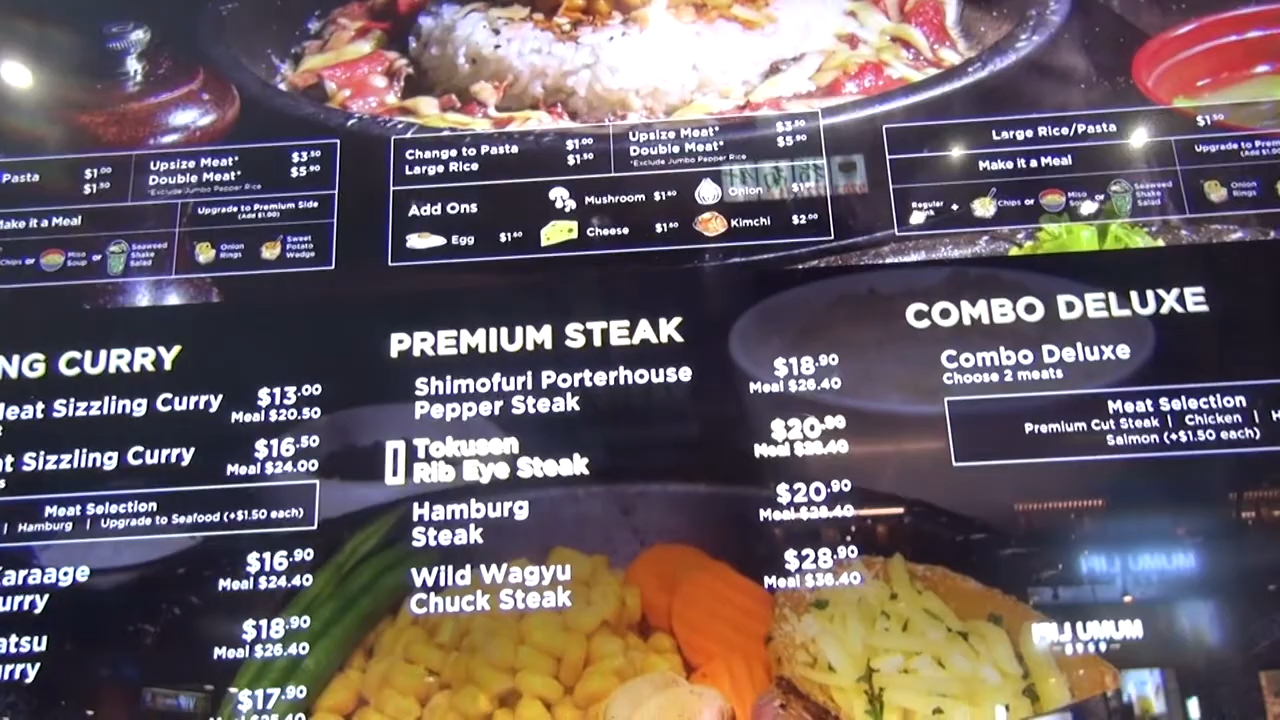 Pasta $1.00
$1.50
Upsize Meat* $3.50
Double Meat* $5.90
*Exclude Jumbo Pepper Rice
Make it a Meal
Upgrade to Premium Side
(Add $1.00)
Chips or Miso Soup or Seaweed Shake Salad
Onion Rings
Sweet Potato Wedge
Change to Pasta $1.00
Large Rice $1.50
Upsize Meat* $3.50
Double Meat* $5.90
*Exclude Jumbo Pepper Rice
Add Ons
Mushroom
Onion
Egg
Cheese
Kimchi $2.00
Large Rice/Pasta $1.50
Make it a Meal
Upgrade to
Regular
+ Chips or Miso Soup or Seaweed Shake Salad
Onion Rings
NG CURRY
Meat Sizzling Curry $13.00
Meal $20.50
t Sizzling Curry $16.50
Meal $24.00
Meat Selection
| Hamburg | Upgrade to Seafood (+$1.50 each)
Karaage $16.90
urry Meal $24.40
atsu $18.90
rry Meal $26.40
$17.90
PREMIUM STEAK
Shimofuri Porterhouse $18.90
Pepper Steak Meal $26.40
Tokusen $20.90
Rib Eye Steak Meal $28.40
Hamburg $20.90
Steak Meal $28.40
Wild Wagyu $28.90
Chuck Steak Meal $36.40
COMBO DELUXE
Combo Deluxe
Choose 2 meats
Meat Selection
Premium Cut Steak | Chicken | H
Salmon (+$1.50 each)